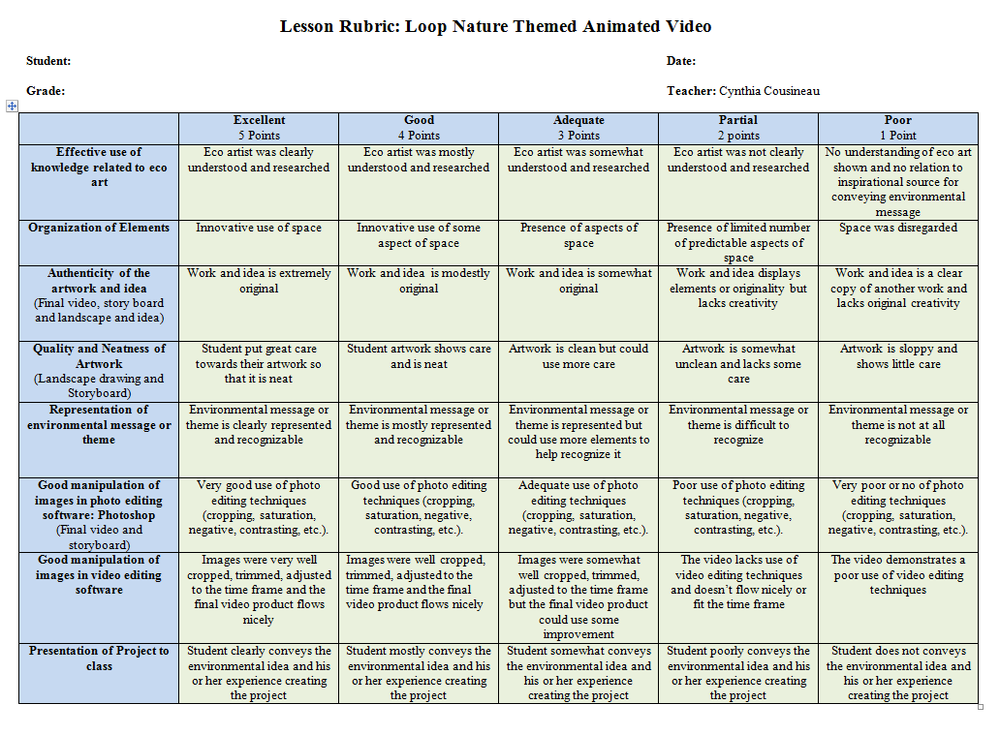 Lesson Rubric: Loop Nature Themed Animated Video
Student:
Date:
Grade:
Teacher: Cynthia Cousineau
Excellent
5 Points
Good
4 Points
Adequate
3 Points
Partial
2 points
Poor
1 Point
Effective use of
knowledge related to eco
art
Eco artist was clearly
understood and researched
Eco artist was mostly
understood and researched
Eco artist was somewhat
understood and researched
Eco artist was not clearly
understood and researched
No understanding of eco art
shown and no relation to
inspirational source for
conveying environmental
message
Organization of Elements
Innovative use of space
Innovative use of some
aspect of space
Presence of aspects of
space
Presence of limited number
of predictable aspects of
space
Space was disregarded
Authenticity of the
artwork and idea
(Final video, story board
and landscape and idea)
Work and idea is extremely
original
Work and idea is modestly
original
Work and idea is somewhat
original
Work and idea displays
elements or originality but
lacks creativity
Work and idea is a clear
copy of another work and
lacks original creativity
Quality and Neatness of
Artwork
(Landscape drawing and
Storyboard)
Student put great care
towards their artwork so
that it is neat
Student artwork shows care
and is neat
Artwork is clean but could
use more care
Artwork is somewhat
unclean and lacks some
care
Artwork is sloppy and
shows little care
Representation of
environmental message or
theme
Environmental message or
theme is clearly represented
and recognizable
Environmental message or
theme is mostly represented
and recognizable
Environmental message or
theme is represented but
could use more elements to
help recognize it
Environmental message or
theme is difficult to
recognize
Environmental message or
theme is not at all
recognizable
Good manipulation of
images in photo editing
software: Photoshop
(Final video and
storyboard)
Very good use of photo
editing techniques
(cropping, saturation,
negative, contrasting, etc.).
Good use of photo editing
techniques (cropping,
saturation, negative,
contrasting, etc.).
Adequate use of photo
editing techniques
(cropping, saturation,
negative, contrasting, etc.).
Poor use of photo editing
techniques (cropping,
saturation, negative,
contrasting, etc.).
Very poor or no of photo
editing techniques
(cropping, saturation,
negative, contrasting, etc.).
Good manipulation of
images in video editing
software
Images were very well
cropped, trimmed, adjusted
to the time frame and the
final video product flows
nicely
Images were well cropped,
trimmed, adjusted to the
time frame and the final
video product flows nicely
Images were somewhat
well cropped, trimmed,
adjusted to the time frame
but the final video product
could use some
improvement
The video lacks use of
video editing techniques
and doesn't flow nicely or
fit the time frame
The video demonstrates a
poor use of video editing
techniques
Presentation of Project to
class
Student clearly conveys the
environmental idea and his
or her experience creating
the project
Student mostly conveys the
environmental idea and his
or her experience creating
the project
Student somewhat conveys
the environmental idea and
his or her experience
creating the project
Student poorly conveys the
environmental idea and his
or her experience creating
the project
Student does not conveys
the environmental idea and
his or her experience
creating the project